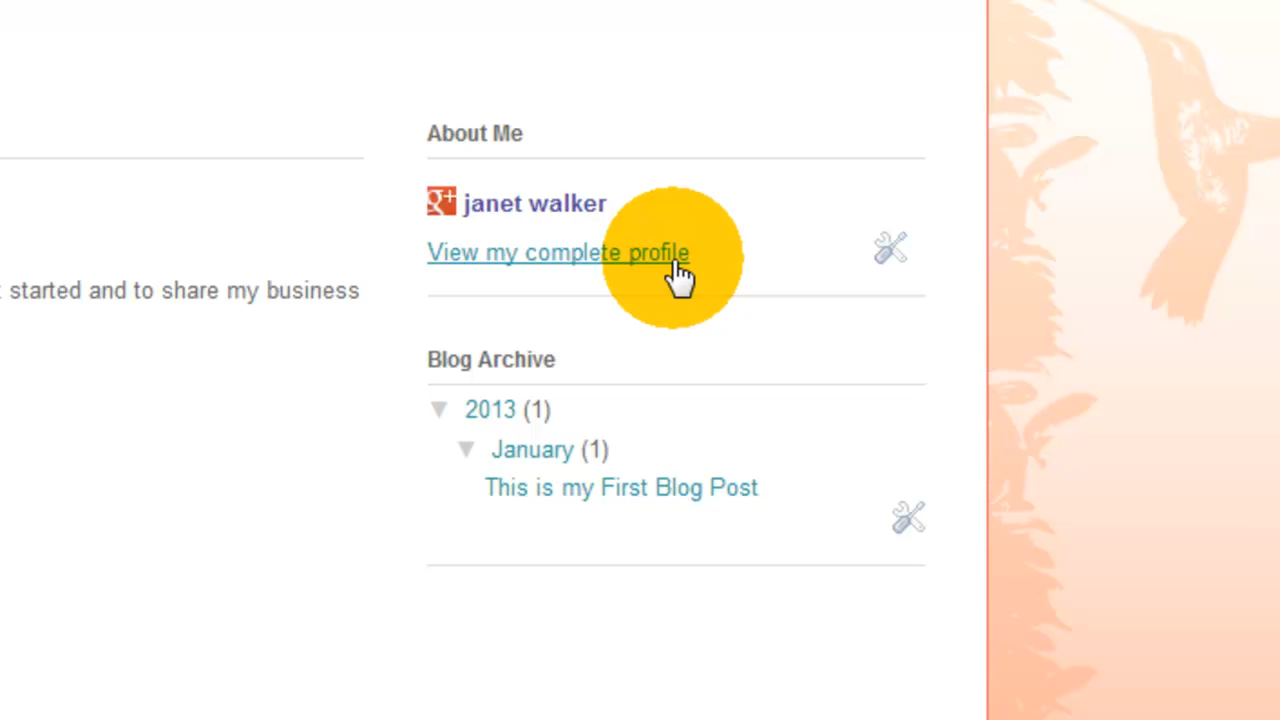 About Me
g+ janet walker
View my complete profile
started and to share my business
Blog Archive
2013 (1)
January (1)
This is my First Blog Post